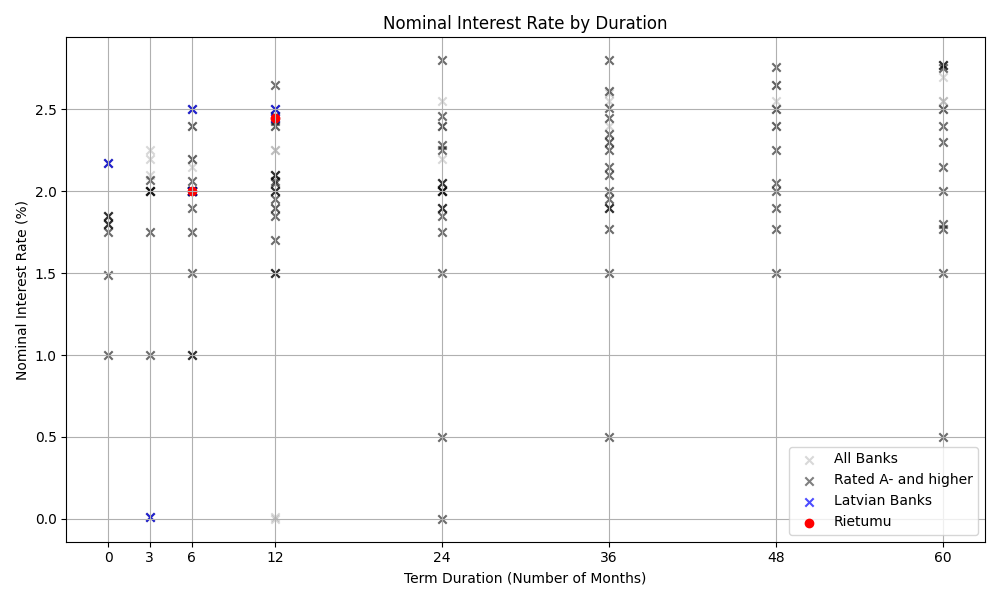 Nominal Interest Rate by Duration
Nominal Interest Rate (%)
2.5
2.0
1.5
1.0
0.5
0.0
0 3 6 12 24 36 48 60
Term Duration (Number of Months)
All Banks
Rated A- and higher
Latvian Banks
Rietumu